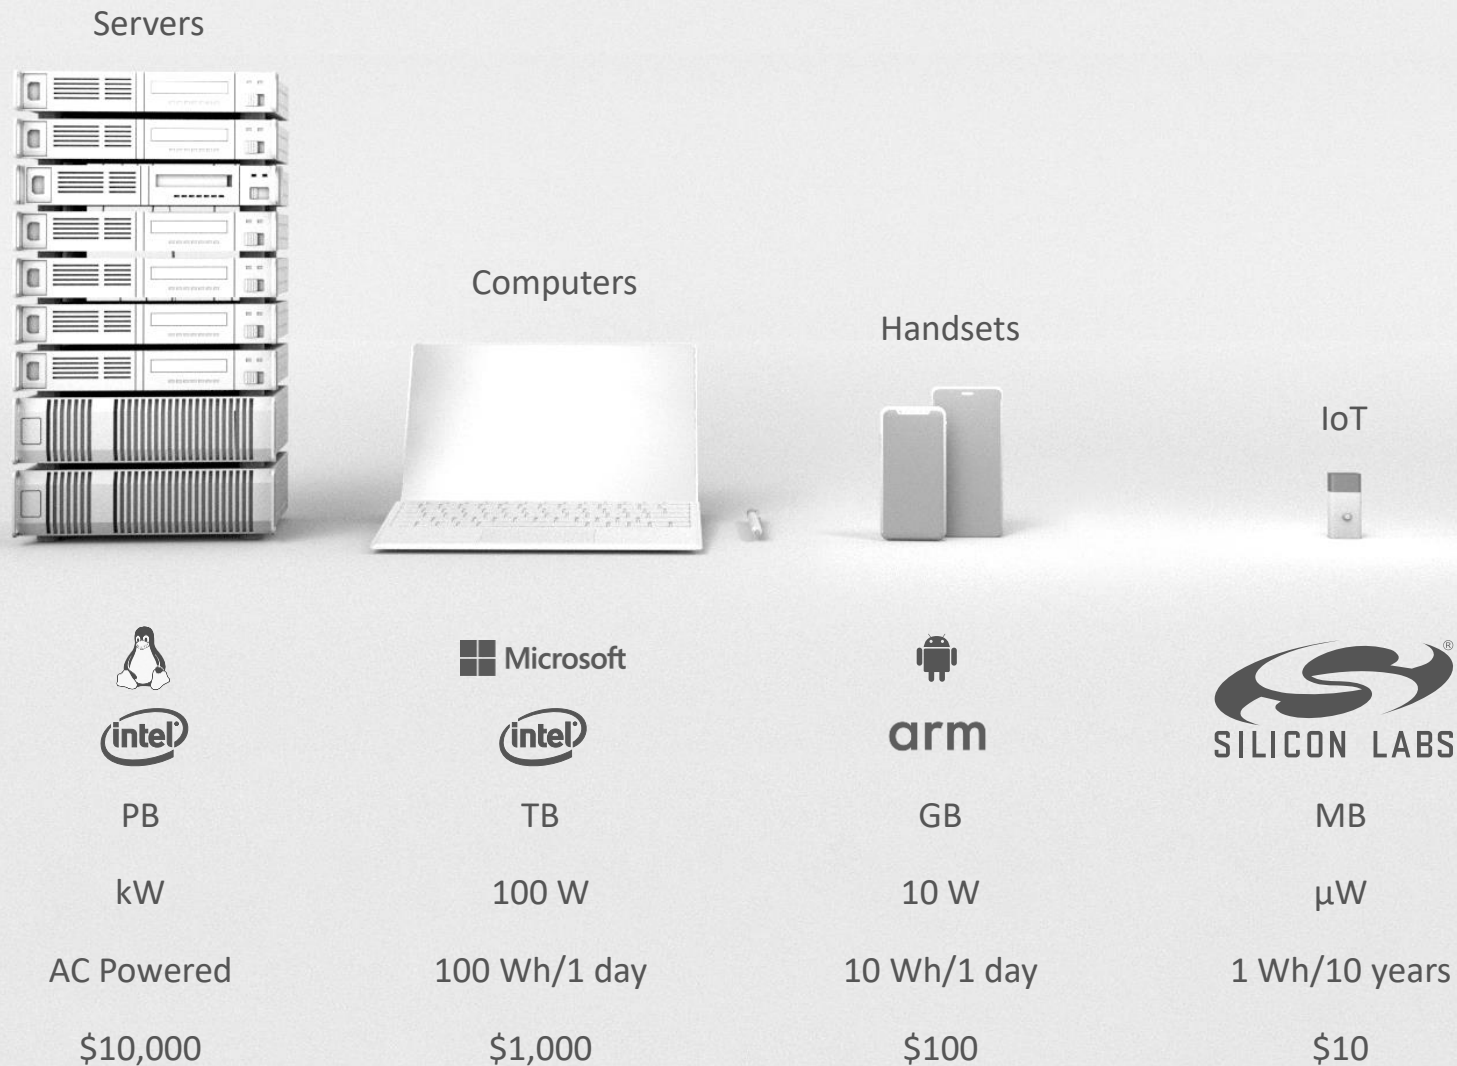 Servers
Computers
Handsets
IoT
Microsoft
intel
intel
arm
SILICON LABS
PB
TB
GB
MB
kW
100 W
10 W
µW
AC Powered
100 Wh/1 day
10 Wh/1 day
1 Wh/10 years
$10,000
$1,000
$100
$10